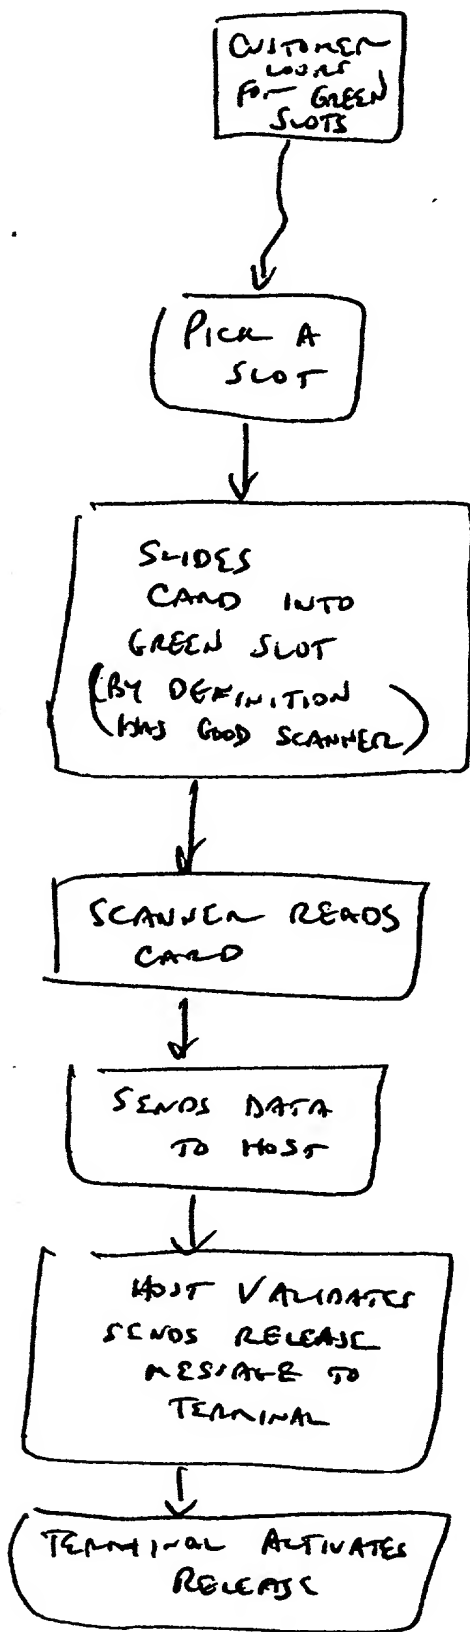 CUSTOMER
LOOKS
FOR GREEN
SLOTS
PICK A
SLOT
SLIDES
CARD INTO
GREEN SLOT
(BY DEFINITION
HAS GOOD SCANNER)
SCANNER READS
CARD
SENDS DATA
TO HOST
HOST VALIDATES
SENDS RELEASE
MESSAGE TO
TERMINAL
TERMINAL ACTIVATES
RELEASE